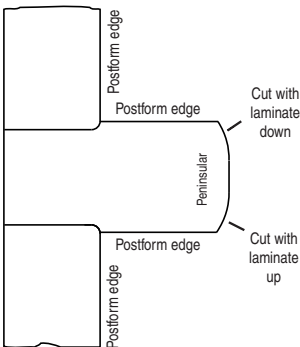 Postform edge
Cut with
laminate
down
Postform edge
Peninsular
Postform edge
Cut with
laminate
up
Postform edge